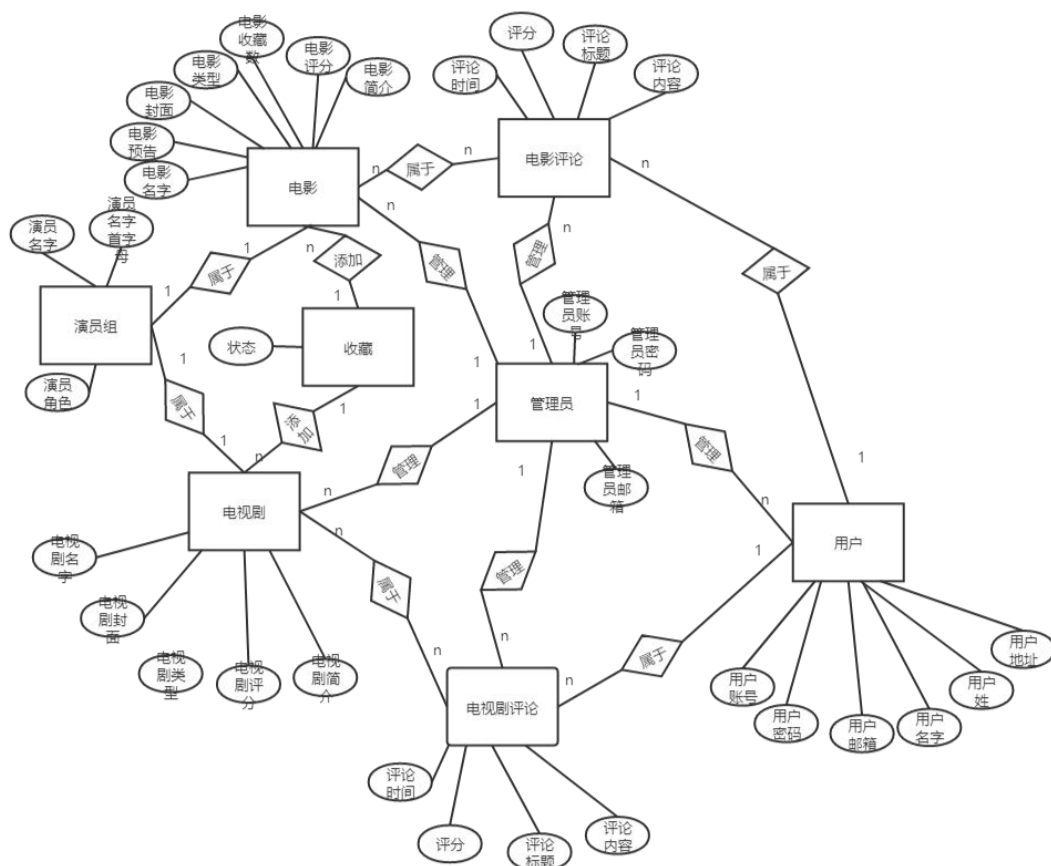 电影
收藏
数
电影
评分
电影
类型
电影
简介
电影
封面
电影
预告
电影
名字
评分
评论
标题
评论
时间
评论
内容
电影
n
属于
n
电影评论
n
n
管理
n
管理
属于
演员
名字
演员
名字
首字
母
1
属于
1
n
添加
1
演员组
状态
收藏
演员
角色
管理
员账
号
管理
员密
码
1
1
1
管理员
管理
员邮
箱
1
属于
1
1
添
加
n
1
管理
n
1
管理
n
1
电视剧
电视
剧名
字
电视
剧封
面
电视
剧类
型
电视
剧评
分
电视
剧简
介
n
属于
n
1
管理
n
1
属于
n
用户
用户
账号
用户
密码
用户
邮箱
用户
名字
用户
姓
用户
地址
电视剧评论
评论
时间
评分
评论
标题
评论
内容